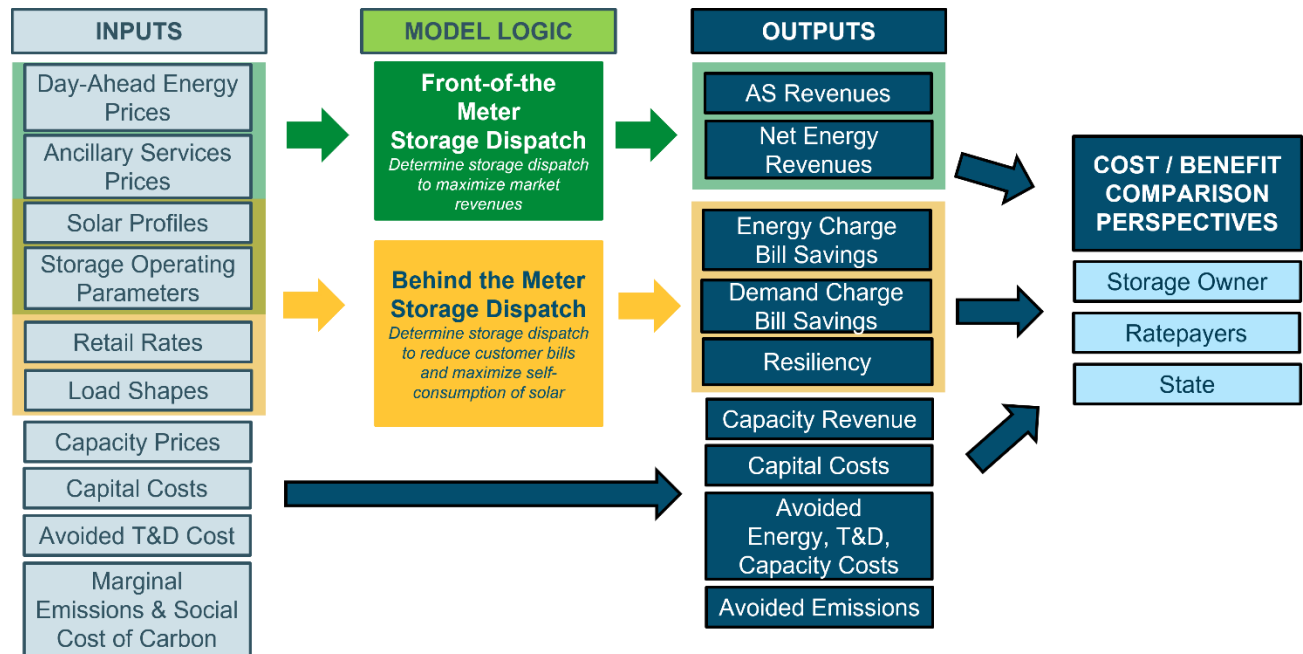 INPUTS
Day-Ahead Energy
Prices
Ancillary Services
Prices
Solar Profiles
Storage Operating
Parameters
Retail Rates
Load Shapes
Capacity Prices
Capital Costs
Avoided T&D Cost
Marginal
Emissions & Social
Cost of Carbon
MODEL LOGIC
Front-of-the
Meter
Storage Dispatch
Determine storage dispatch
to maximize market
revenues
Behind the Meter
Storage Dispatch
Determine storage dispatch
to reduce customer bills
and maximize self-
consumption of solar
OUTPUTS
AS Revenues
Net Energy
Revenues
Energy Charge
Bill Savings
Demand Charge
Bill Savings
Resiliency
Capacity Revenue
Capital Costs
Avoided
Energy, T&D,
Capacity Costs
Avoided Emissions
COST / BENEFIT
COMPARISON
PERSPECTIVES
Storage Owner
Ratepayers
State